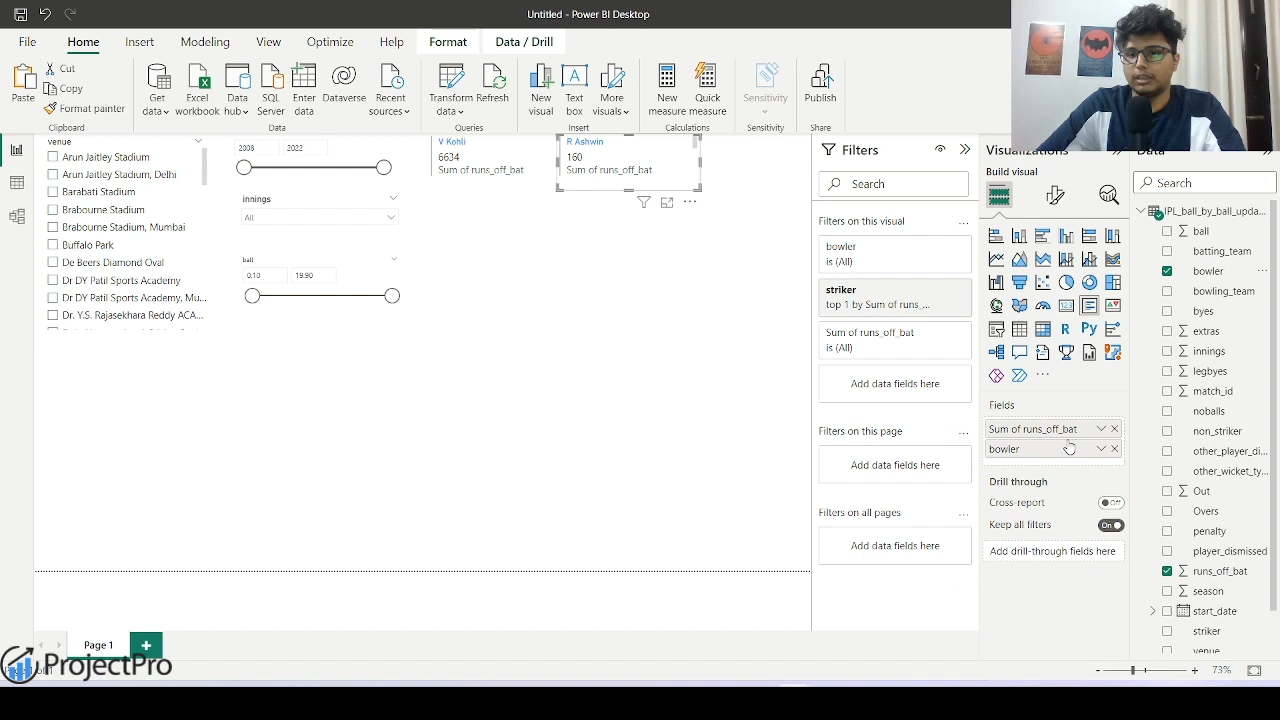 Untitled - Power BI Desktop
File Home Insert Modeling View Optimize Help Format Data / Drill
Paste
Cut
Copy
Format painter
Get data
Excel workbook
Data hub
SQL Server
Enter data
Dataverse
Recent sources
Transform data
Refresh
New visual
Text box
More visuals
New measure
Quick measure
Sensitivity
Publish
Clipboard Data Queries Insert Calculations Sensitivity Share
venue
Arun Jaitley Stadium
Arun Jaitley Stadium, Delhi
Barabati Stadium
Brabourne Stadium
Brabourne Stadium, Mumbai
Buffalo Park
De Beers Diamond Oval
Dr DY Patil Sports Academy
Dr DY Patil Sports Academy, Mu...
Dr. Y.S. Rajasekhara Reddy ACA...
2008 2022
innings
All
ball
0.10 19.90
V Kohli
6634
Sum of runs_off_bat
R Ashwin
160
Sum of runs_off_bat
Filters
Search
Filters on this visual ...
bowler
is (All)
striker
top 1 by Sum of runs_...
Sum of runs_off_bat
is (All)
Add data fields here
Filters on this page ...
Add data fields here
Filters on all pages ...
Add data fields here
Visualizations
Build visual
R Py
...
Fields
Sum of runs_off_bat
bowler
Drill through
Cross-report Off
Keep all filters On
Add drill-through fields here
Data
Search
IPL_ball_by_ball_upda...
ball
batting_team
bowler ...
bowling_team
byes
extras
innings
legbyes
match_id
noballs
non_striker
other_player_di...
other_wicket_ty...
Out
Overs
penalty
player_dismissed
runs_off_bat
season
start_date
striker
venue
Page 1
73%
ProjectPro